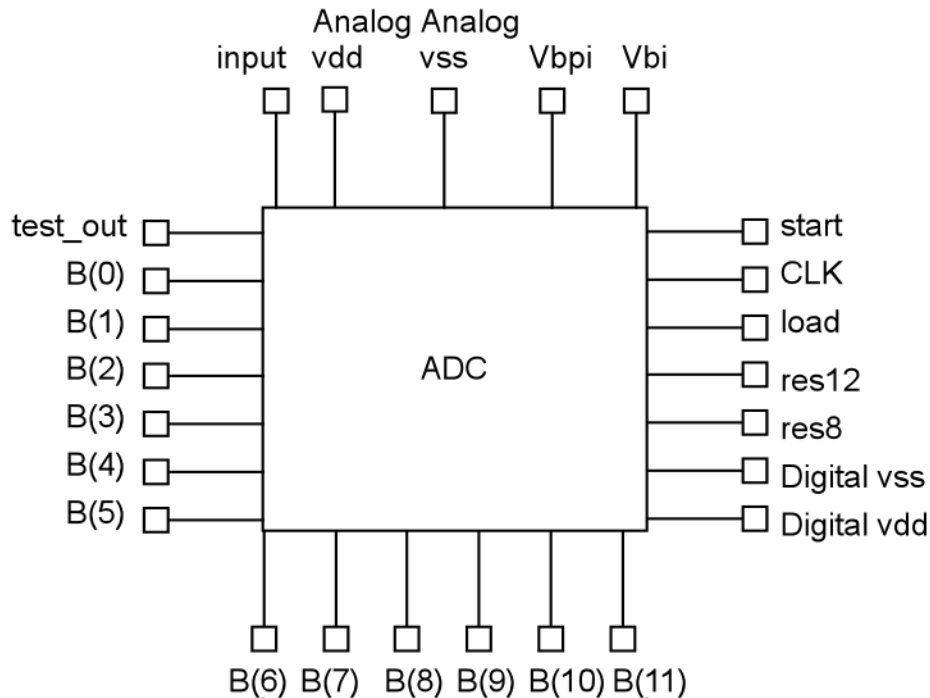 Analog Analog
input vdd vss Vbpi Vbi
test_out
B(0)
B(1)
B(2)
B(3)
B(4)
B(5)
ADC
start
CLK
load
res12
res8
Digital vss
Digital vdd
B(6) B(7) B(8) B(9) B(10) B(11)